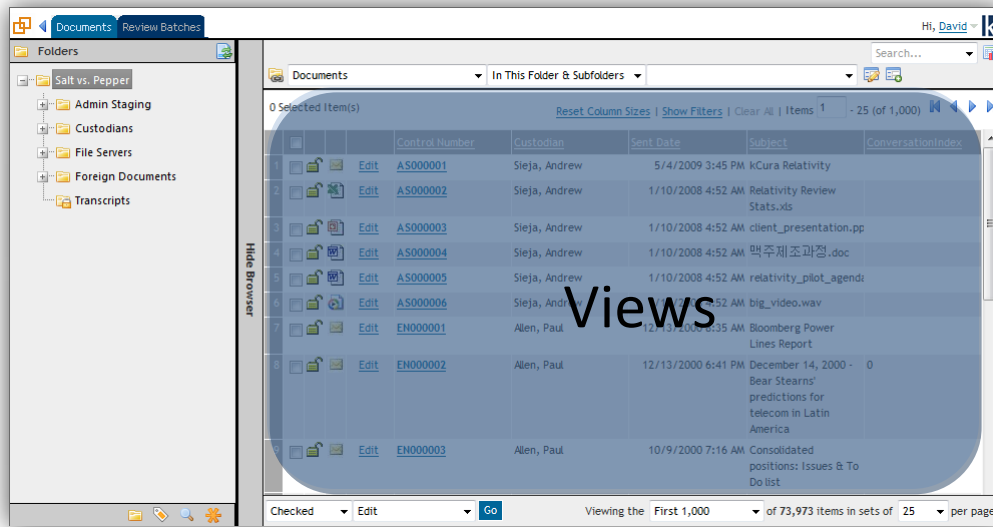 Documents Review Batches Hi, David
Folders
Search...
Salt vs. Pepper
Documents In This Folder & Subfolders
Admin Staging
Custodians
File Servers
Foreign Documents
Transcripts
Hide Browser
0 Selected Item(s) Reset Column Sizes | Show Filters | Clear All | Items 1 - 25 (of 1,000)
Control Number Custodian Sent Date Subject ConversationIndex
1 Edit AS000001 Sieja, Andrew 5/4/2009 3:45 PM kCura Relativity
2 Edit AS000002 Sieja, Andrew 1/10/2008 4:52 AM Relativity Review
Stats.xls
3 Edit AS000003 Sieja, Andrew 1/10/2008 4:52 AM client_presentation.pp
4 Edit AS000004 Sieja, Andrew 1/10/2008 4:52 AM 맥주제조과정.doc
5 Edit AS000005 Sieja, Andrew 1/10/2008 4:52 AM relativity_pilot_agenda
6 Edit AS000006 Sieja, Andrew 4:52 AM big_video.wav
Views
7 Edit EN000001 Allen, Paul 12/13/2000 8:35 AM Bloomberg Power
Lines Report
8 Edit EN000002 Allen, Paul 12/13/2000 6:41 PM December 14, 2000 - 0
Bear Stearns'
predictions for
telecom in Latin
America
Edit EN000003 Allen, Paul 10/9/2000 7:16 AM Consolidated
positions: Issues & To
Do list
Checked Edit Go Viewing the First 1,000 of 73,973 items in sets of 25 per page